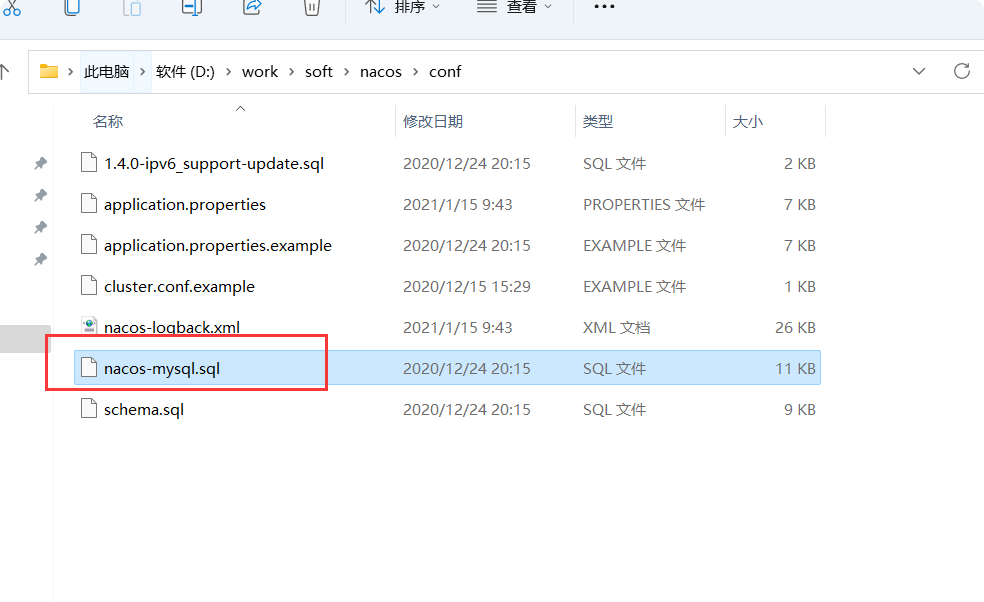 排序 查看
此电脑 软件 (D:) work soft nacos conf
名称 修改日期 类型 大小
1.4.0-ipv6_support-update.sql 2020/12/24 20:15 SQL 文件 2 KB
application.properties 2021/1/15 9:43 PROPERTIES 文件 7 KB
application.properties.example 2020/12/24 20:15 EXAMPLE 文件 7 KB
cluster.conf.example 2020/12/15 15:29 EXAMPLE 文件 1 KB
nacos-logback.xml 2021/1/15 9:43 XML 文档 26 KB
nacos-mysql.sql 2020/12/24 20:15 SQL 文件 11 KB
schema.sql 2020/12/24 20:15 SQL 文件 9 KB